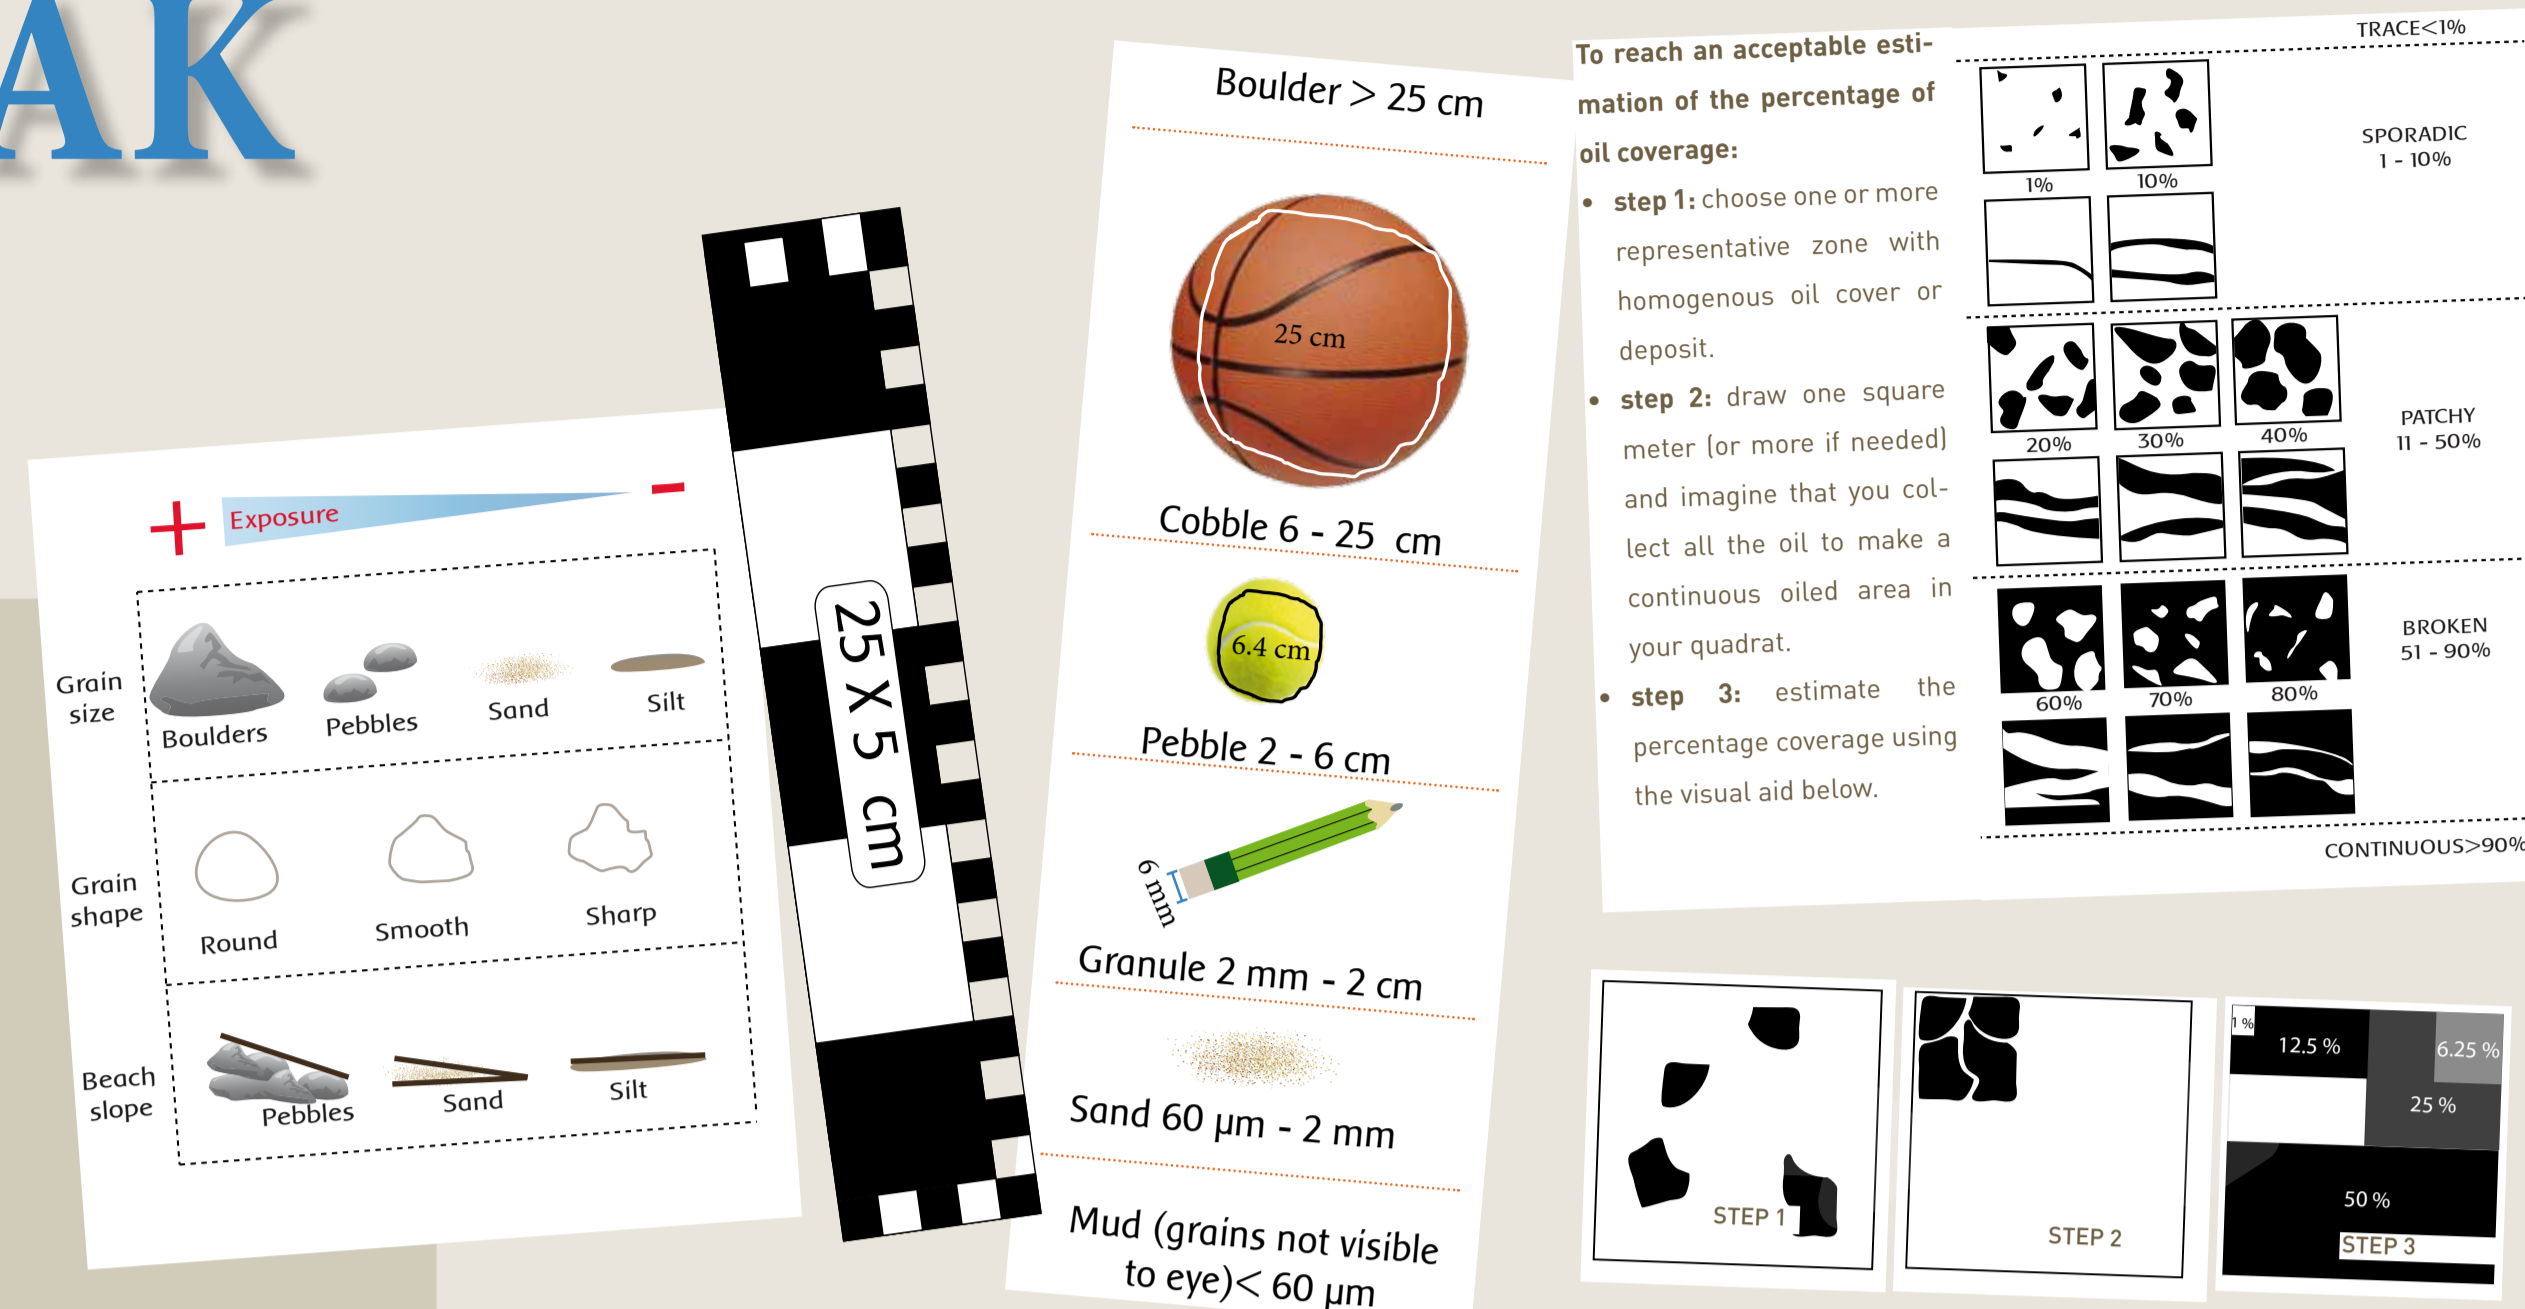 AK
Exposure
Grain
size
Boulders
Pebbles
Sand
Silt
Grain
shape
Round
Smooth
Sharp
Beach
slope
Pebbles
Sand
Silt
25 X 5 cm
Boulder > 25 cm
25 cm
Cobble 6 - 25 cm
6.4 cm
Pebble 2 - 6 cm
6 mm
Granule 2 mm - 2 cm
Sand 60 µm - 2 mm
Mud (grains not visible
to eye)< 60 µm
To reach an acceptable esti-
mation of the percentage of
oil coverage:
• step 1: choose one or more
representative zone with
homogenous oil cover or
deposit.
• step 2: draw one square
meter (or more if needed)
and imagine that you col-
lect all the oil to make a
continuous oiled area in
your quadrat.
• step 3: estimate the
percentage coverage using
the visual aid below.
TRACE<1%
1%
10%
SPORADIC
1 - 10%
20%
30%
40%
PATCHY
11 - 50%
60%
70%
80%
BROKEN
51 - 90%
CONTINUOUS>90%
STEP 1
STEP 2
1 %
12.5 %
6.25 %
25 %
50 %
STEP 3